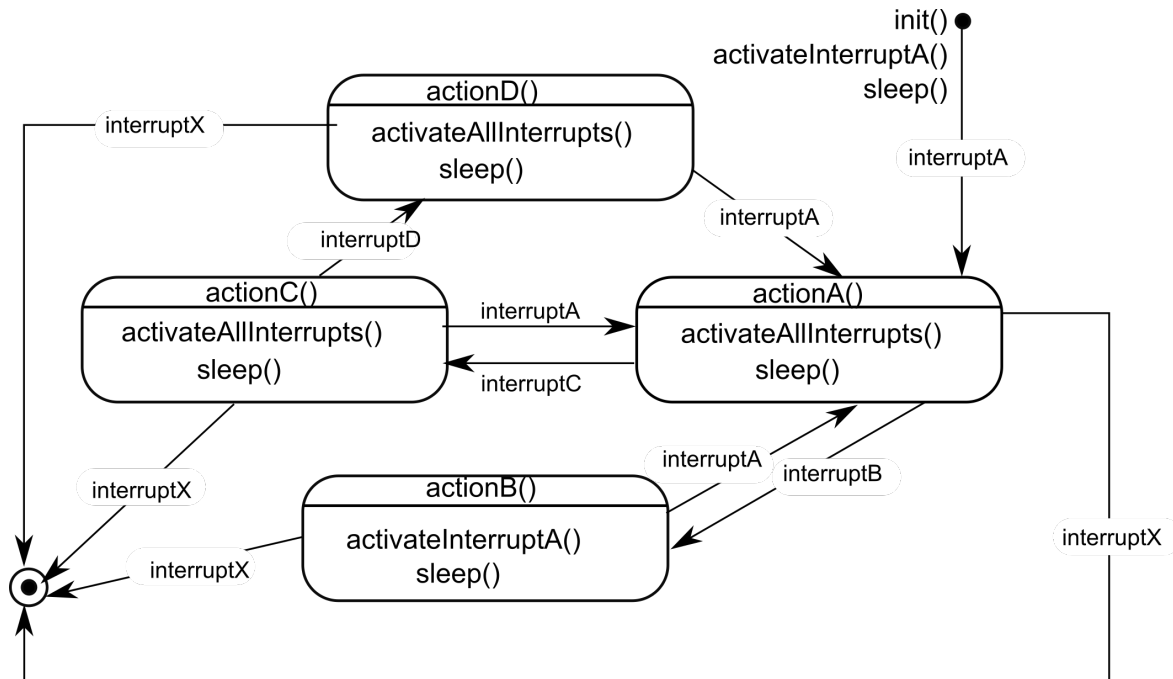 init()
activateInterruptA()
sleep()
actionD()
activateAllInterrupts()
sleep()
interruptX
interruptA
interruptD
interruptA
actionC()
activateAllInterrupts()
sleep()
interruptA
interruptC
actionA()
activateAllInterrupts()
sleep()
interruptX
interruptA
interruptB
actionB()
activateInterruptA()
sleep()
interruptX
interruptX